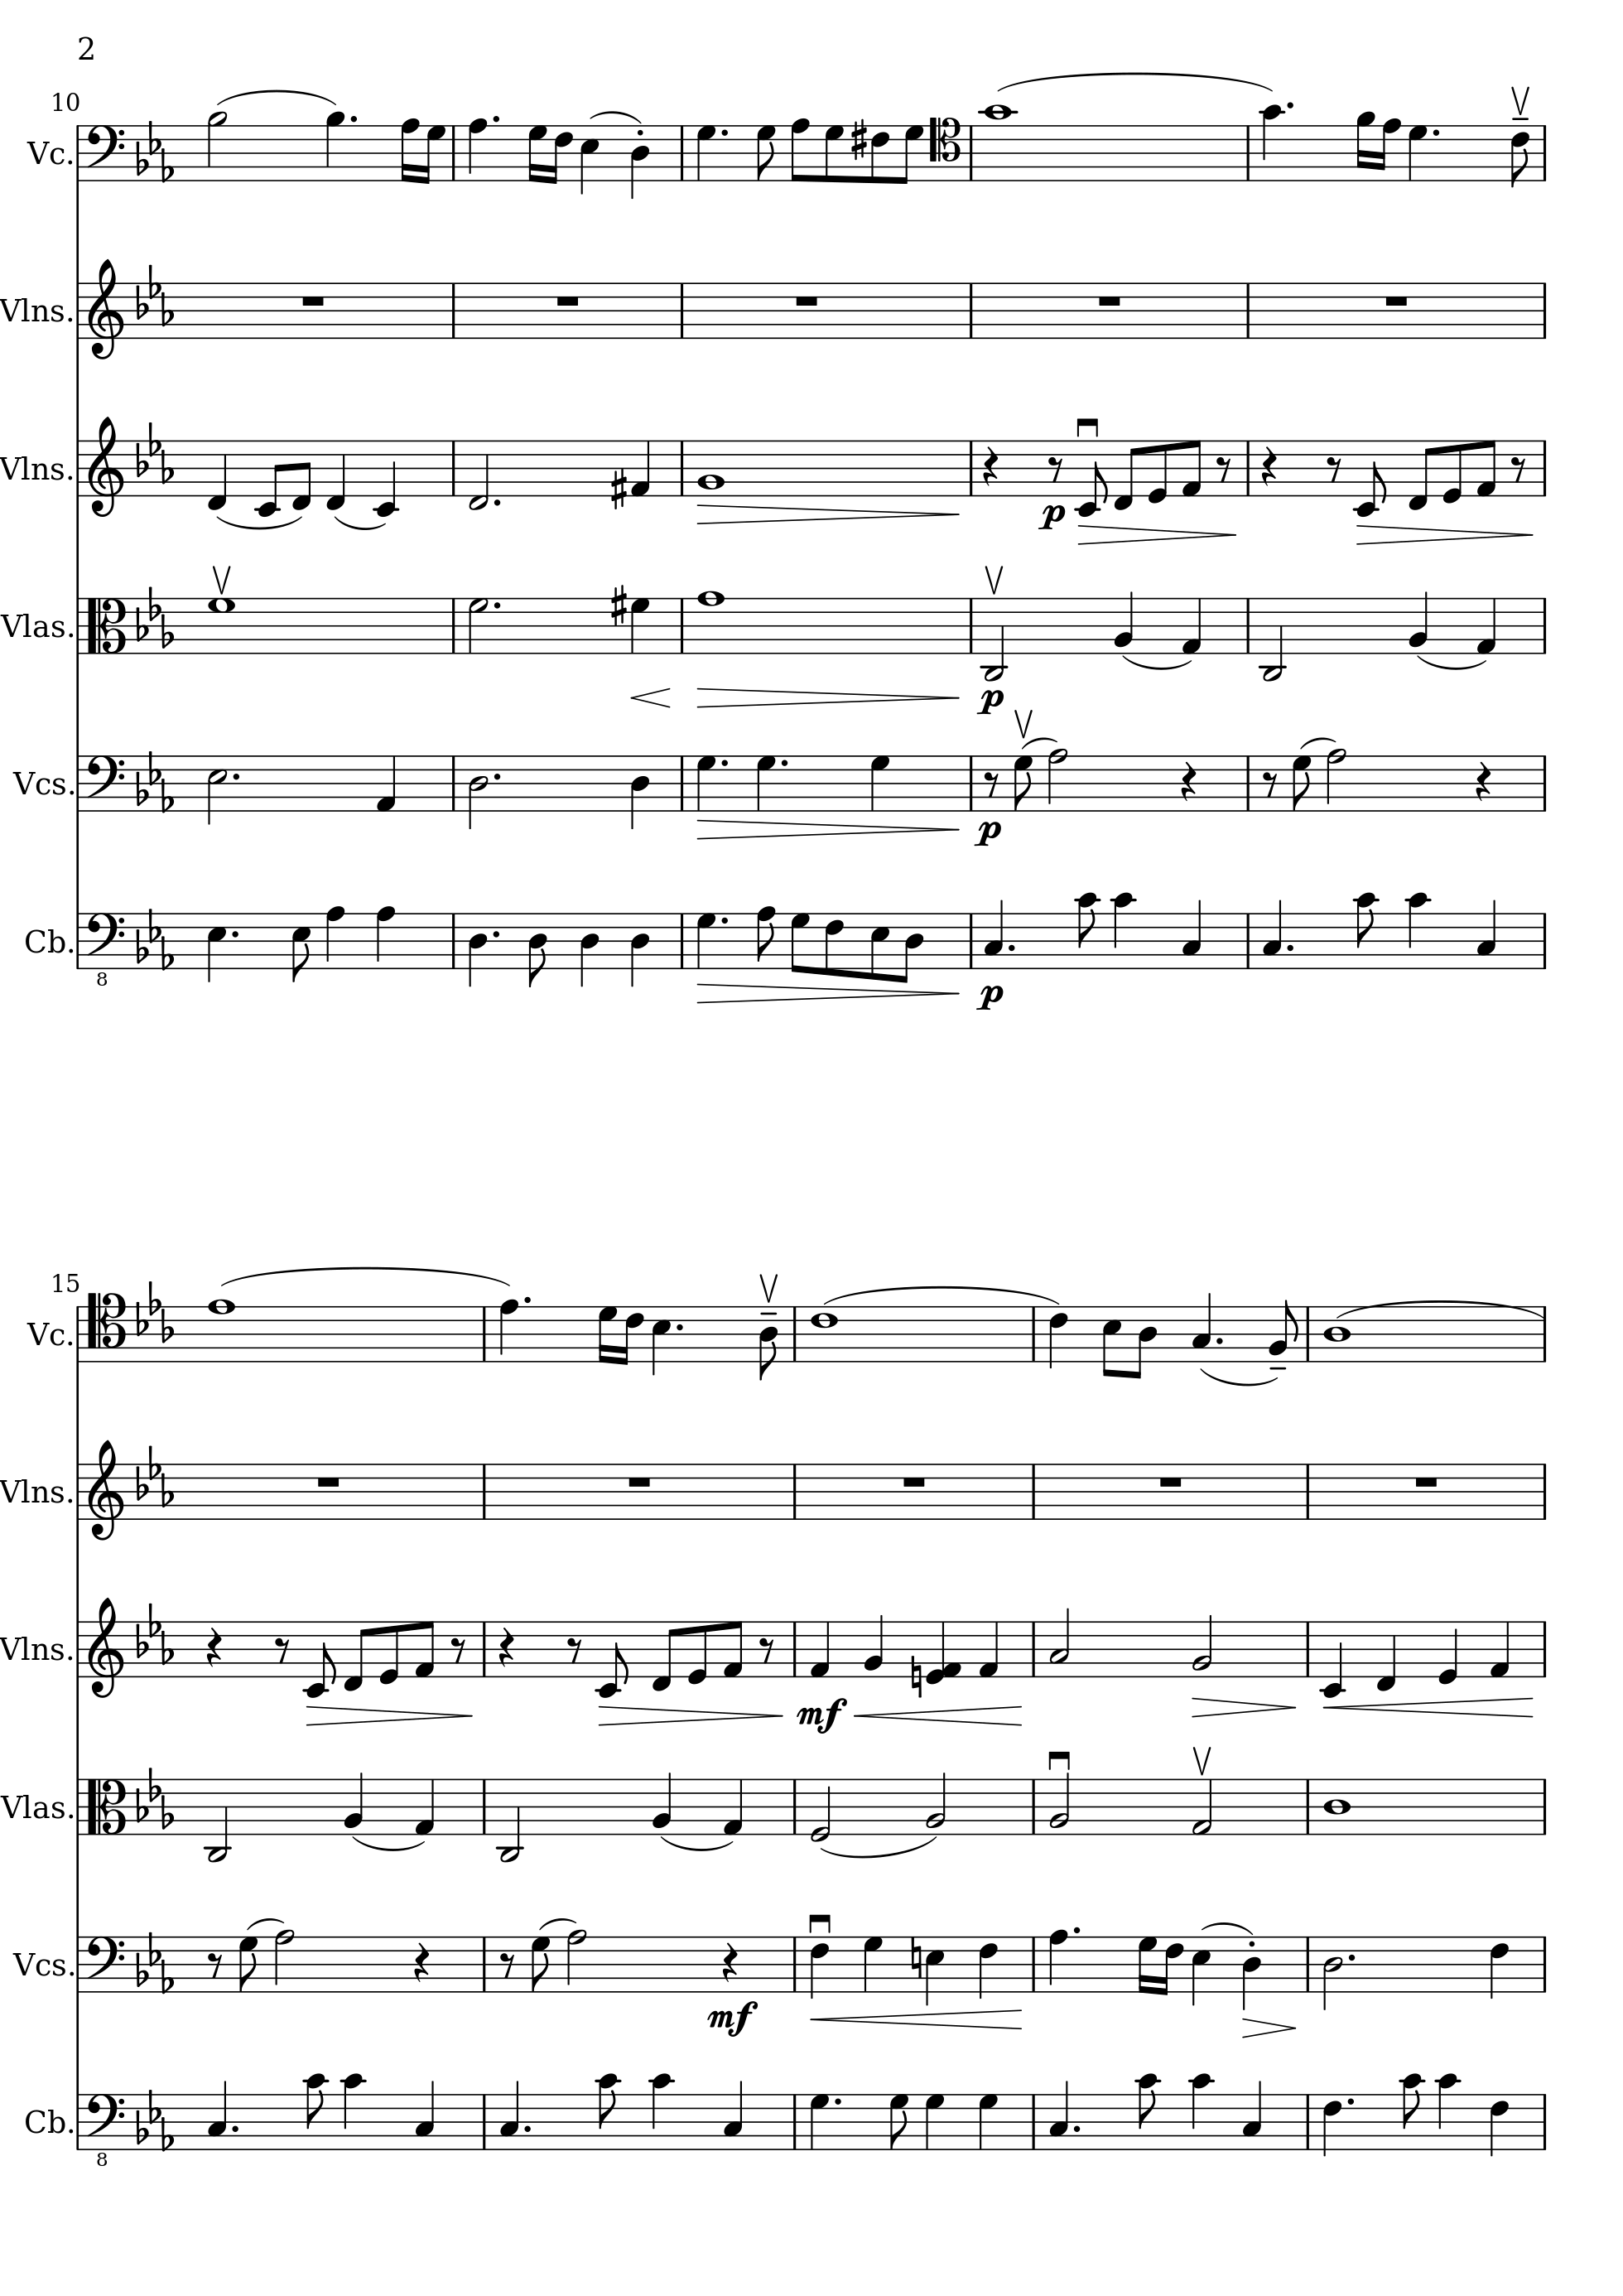 2
10
Vc.
Vlns.
Vlns.
p
Vlas.
p
Vcs.
p
Cb.
8
p
15
Vc.
Vlns.
Vlns.
mf
Vlas.
Vcs.
mf
Cb.
8